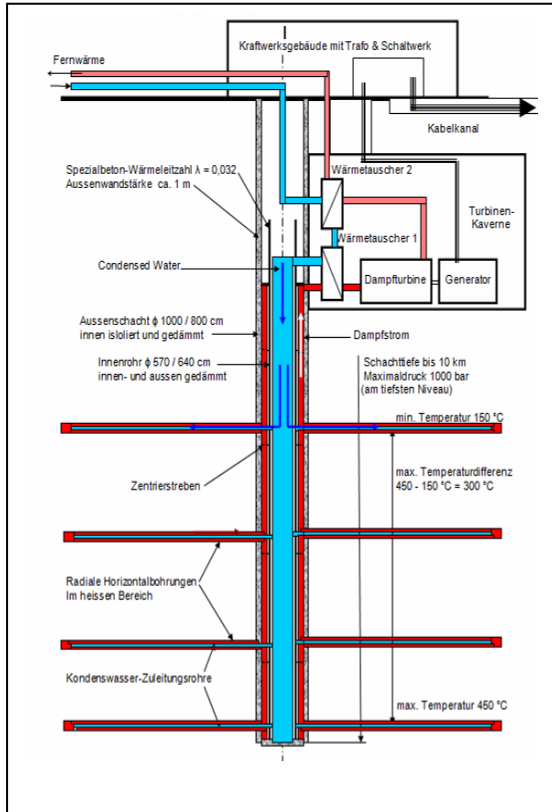 Kraftwerksgebäude mit Trafo & Schaltwerk
Fernwärme
Kabelkanal
Spezialbeton-Wärmeleitzahl λ = 0,032
Aussenwandstärke ca. 1 m
Wärmetauscher 2
Turbinen-
Kaverne
Wärmetauscher 1
Condensed Water
Dampfturbine
Generator
Aussenschacht ϕ 1000 / 800 cm
innen isloliert und gedämmt
Dampfstrom
Innenrohr ϕ 570 / 640 cm
innen- und aussen gedämmt
Schachttiefe bis 10 km
Maximaldruck 1000 bar
(am tiefsten Niveau)
min. Temperatur 150 °C
Zentrierstreben
max. Temperaturdifferenz
450 - 150 °C = 300 °C
Radiale Horizontalbohrungen
Im heissen Bereich
Kondenswasser-Zuleitungsrohre
max. Temperatur 450 °C